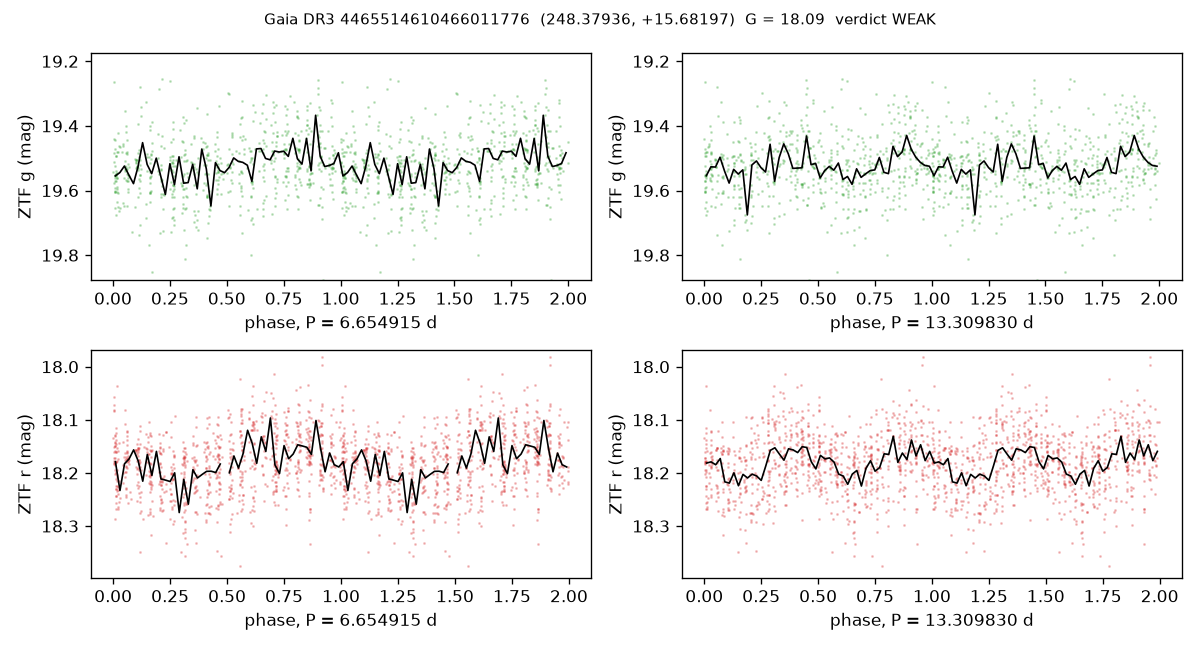 Gaia DR3 4465514610466011776 (248.37936, +15.68197) G = 18.09 verdict WEAK
ZTF g (mag)
19.2
19.4
19.6
19.8
0.00 0.25 0.50 0.75 1.00 1.25 1.50 1.75 2.00
phase, P = 6.654915 d
ZTF g (mag)
19.2
19.4
19.6
19.8
0.00 0.25 0.50 0.75 1.00 1.25 1.50 1.75 2.00
phase, P = 13.309830 d
ZTF r (mag)
18.0
18.1
18.2
18.3
0.00 0.25 0.50 0.75 1.00 1.25 1.50 1.75 2.00
phase, P = 6.654915 d
ZTF r (mag)
18.0
18.1
18.2
18.3
0.00 0.25 0.50 0.75 1.00 1.25 1.50 1.75 2.00
phase, P = 13.309830 d